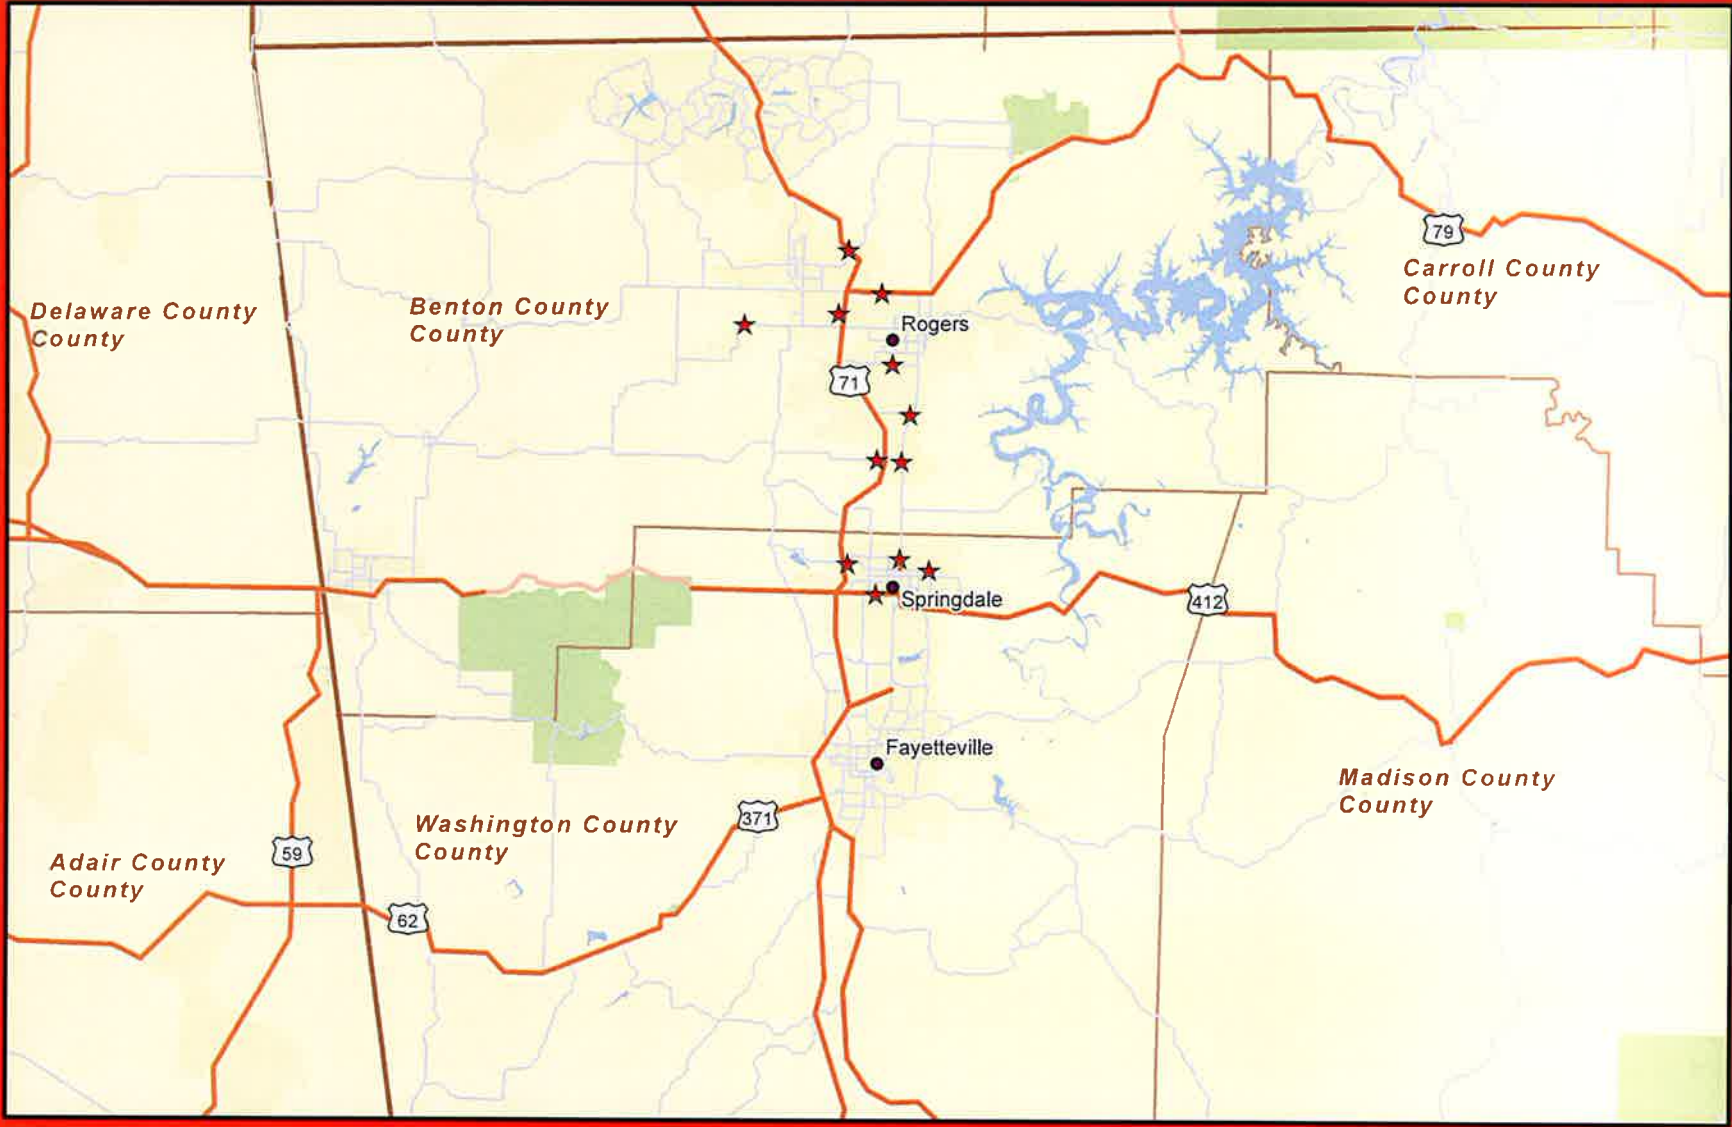 79
Carroll County
County
Delaware County
County
Benton County
County
Rogers
71
Springdale
412
Fayetteville
Madison County
County
371
Washington County
County
59
Adair County
County
62